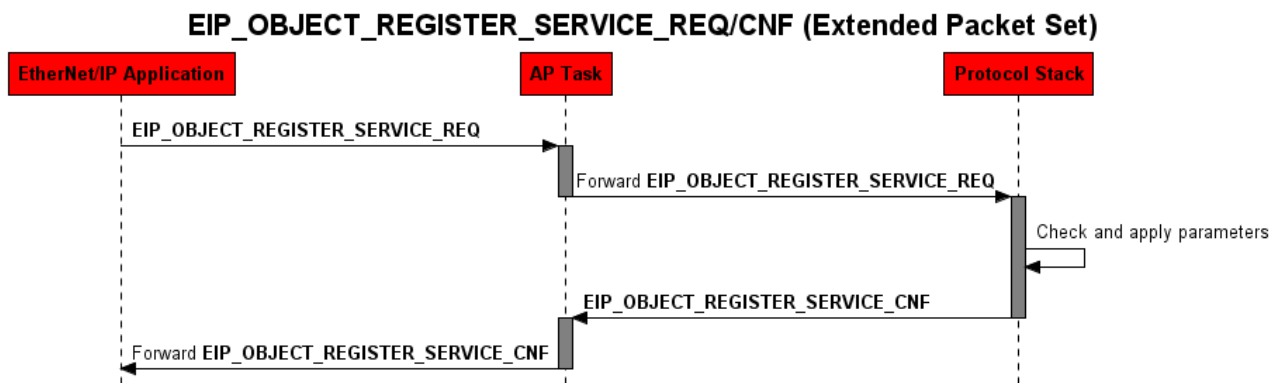 EIP_OBJECT_REGISTER_SERVICE_REQ/CNF (Extended Packet Set)
EtherNet/IP Application
AP Task
Protocol Stack
EIP_OBJECT_REGISTER_SERVICE_REQ
Forward EIP_OBJECT_REGISTER_SERVICE_REQ
Check and apply parameters
EIP_OBJECT_REGISTER_SERVICE_CNF
Forward EIP_OBJECT_REGISTER_SERVICE_CNF